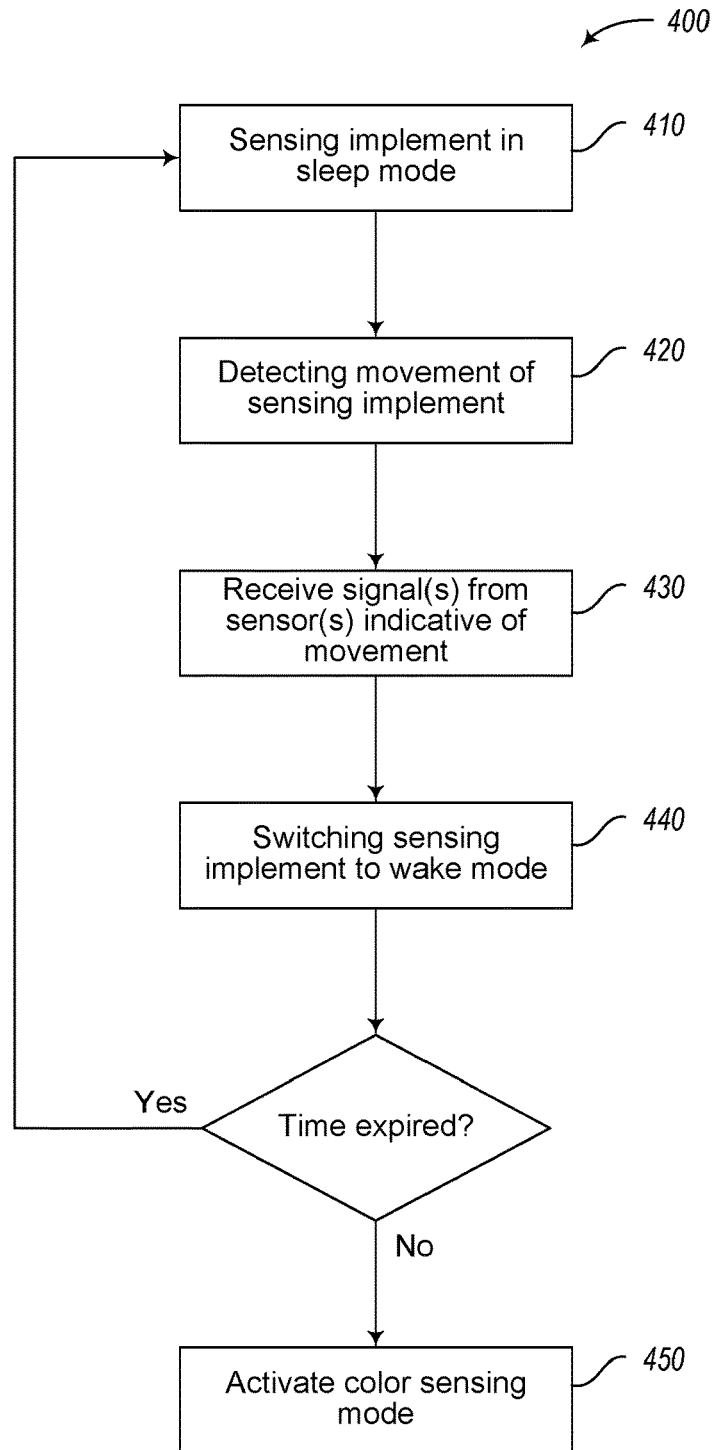 400
Sensing implement in
sleep mode
410
Detecting movement of
sensing implement
420
Receive signal(s) from
sensor(s) indicative of
movement
430
Switching sensing
implement to wake mode
440
Yes
Time expired?
No
Activate color sensing
mode
450